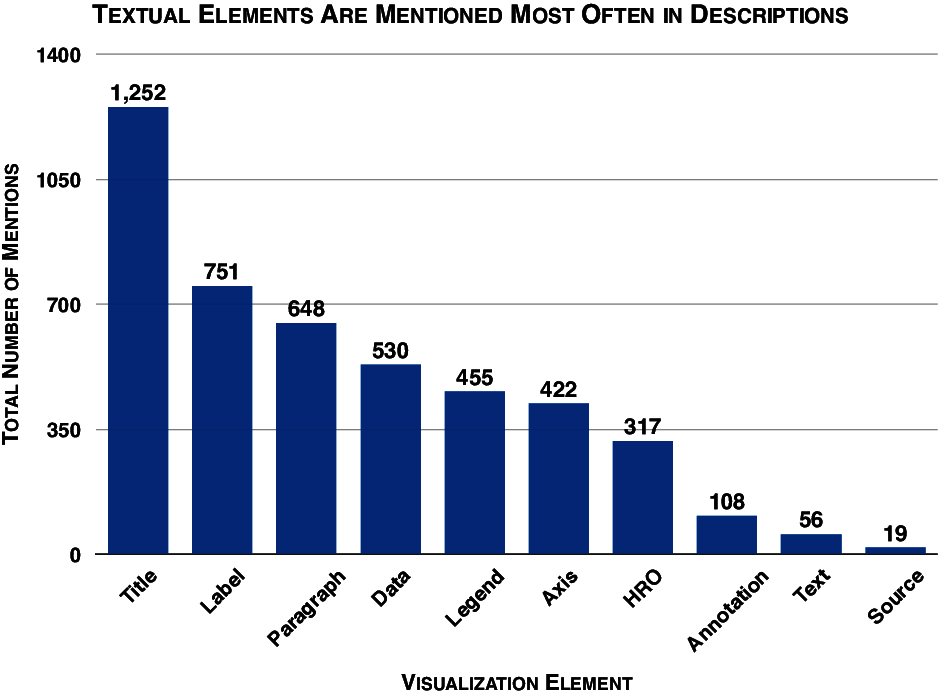 TEXTUAL ELEMENTS ARE MENTIONED MOST OFTEN IN DESCRIPTIONS
TOTAL NUMBER OF MENTIONS
1400
1050
700
350
0
1,252
751
648
530
455
422
317
108
56
19
Title
Label
Paragraph
Data
Legend
Axis
HRO
Annotation
Text
Source
VISUALIZATION ELEMENT